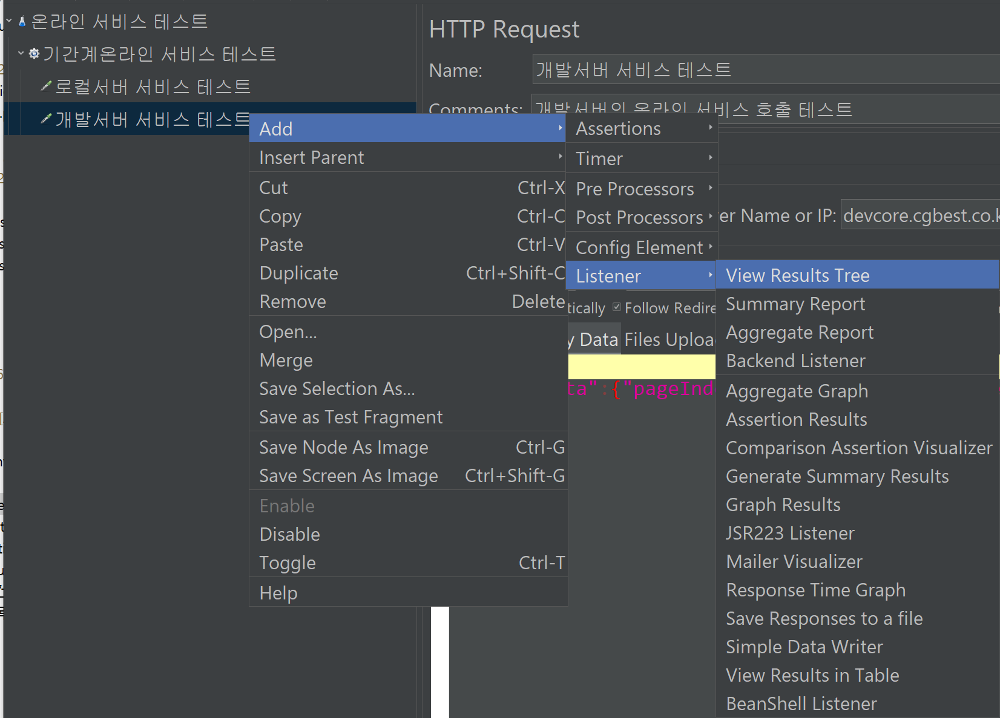 온라인 서비스 테스트
기간계온라인 서비스 테스트
로컬서버 서비스 테스트
개발서버 서비스 테스트
HTTP Request
Name: 개발서버 서비스 테스트
Comments: 개발서버의 온라인 서비스 호출 테스트
Add
Insert Parent
Cut Ctrl-X
Copy Ctrl-C
Paste Ctrl-V
Duplicate Ctrl+Shift-C
Remove Delete
Open...
Merge
Save Selection As...
Save as Test Fragment
Save Node As Image Ctrl-G
Save Screen As Image Ctrl+Shift-G
Enable
Disable
Toggle Ctrl-T
Help
Assertions
Timer
Pre Processors
Post Processors
Config Element
Listener
er Name or IP: devcore.cgbest.co.k
tically Follow Redire
y Data Files Uploa
ta":{"pageInd
View Results Tree
Summary Report
Aggregate Report
Backend Listener
Aggregate Graph
Assertion Results
Comparison Assertion Visualizer
Generate Summary Results
Graph Results
JSR223 Listener
Mailer Visualizer
Response Time Graph
Save Responses to a file
Simple Data Writer
View Results in Table
BeanShell Listener